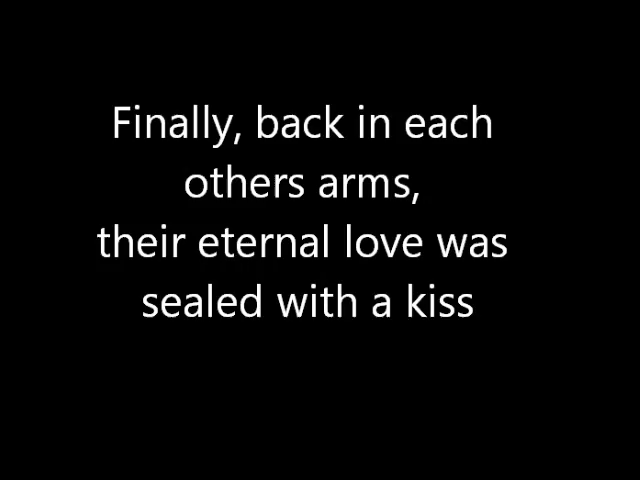 Finally, back in each
others arms,
their eternal love was
sealed with a kiss